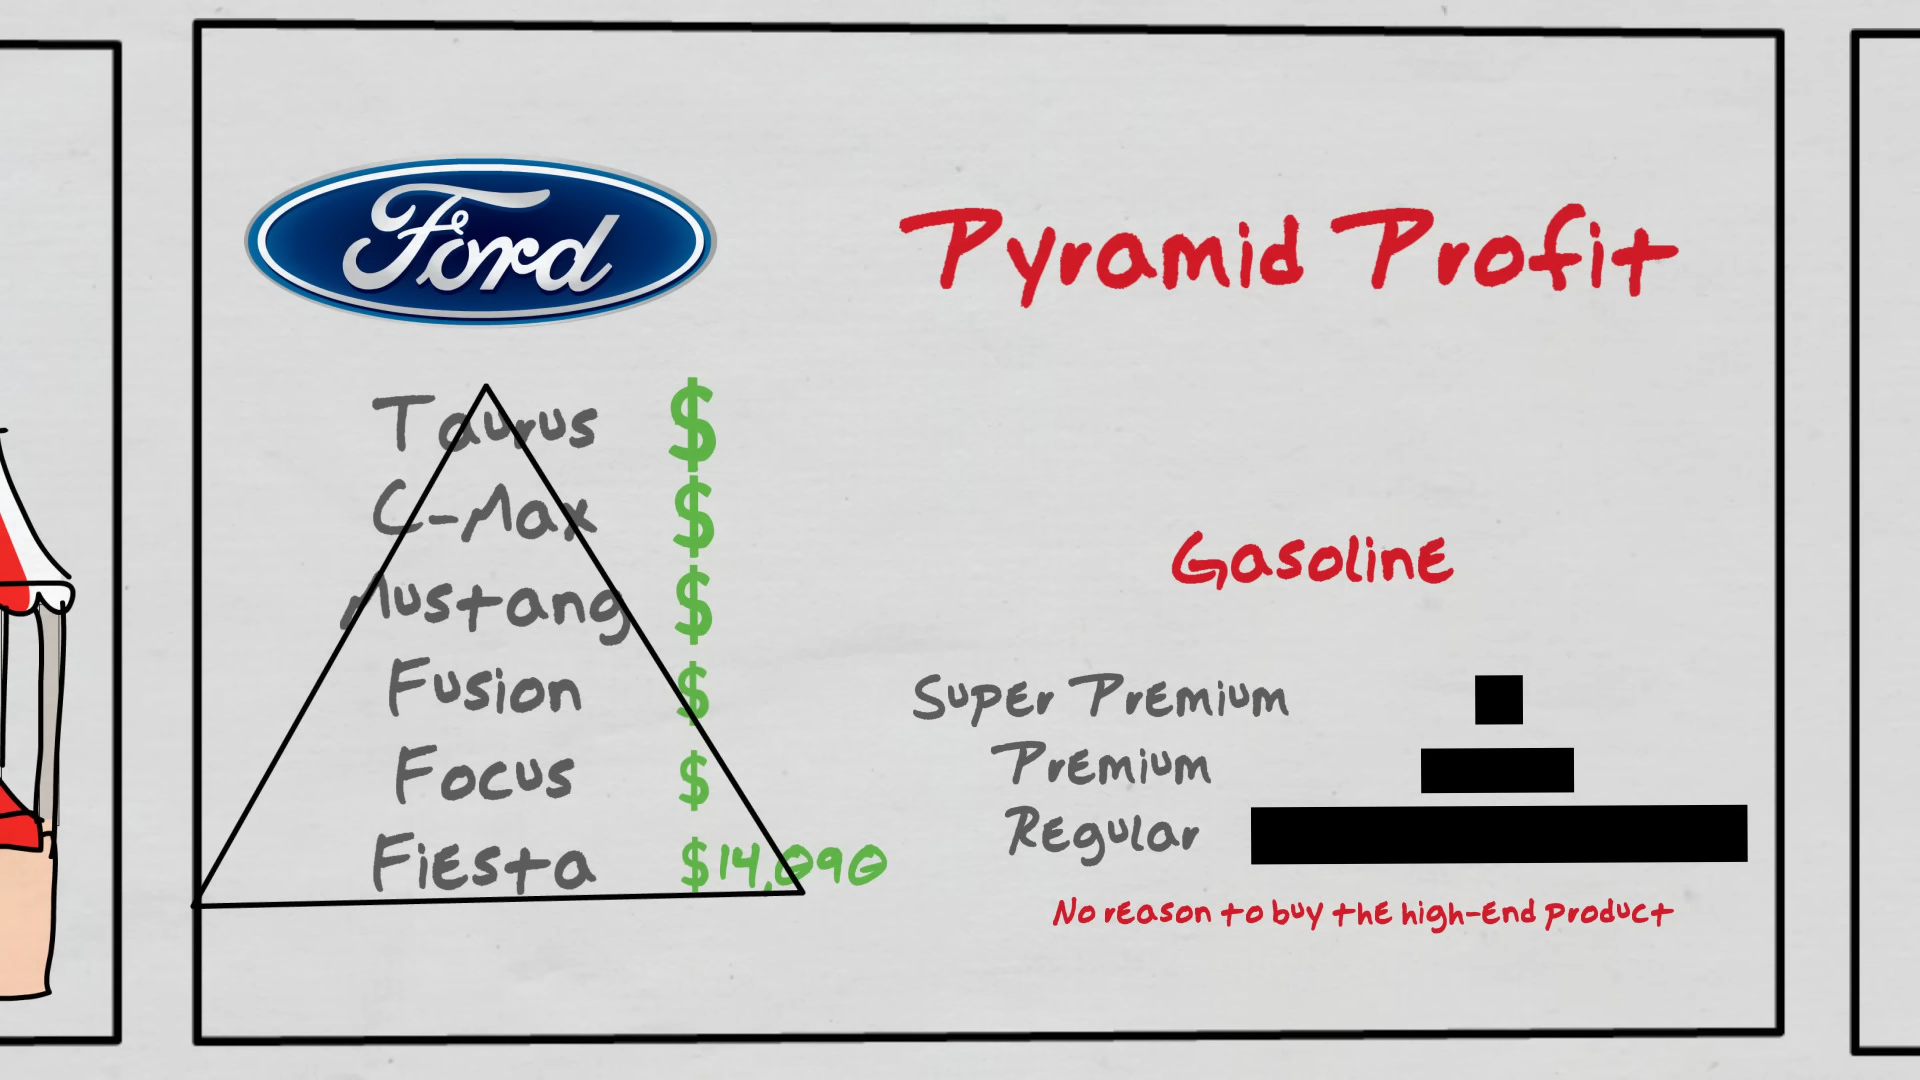 Ford
Pyramid Profit
Taurus $
C-Max $
Mustang $
Fusion $
Focus $
Fiesta $14,090
Gasoline
Super Premium
Premium
Regular
No reason to buy the high-end product